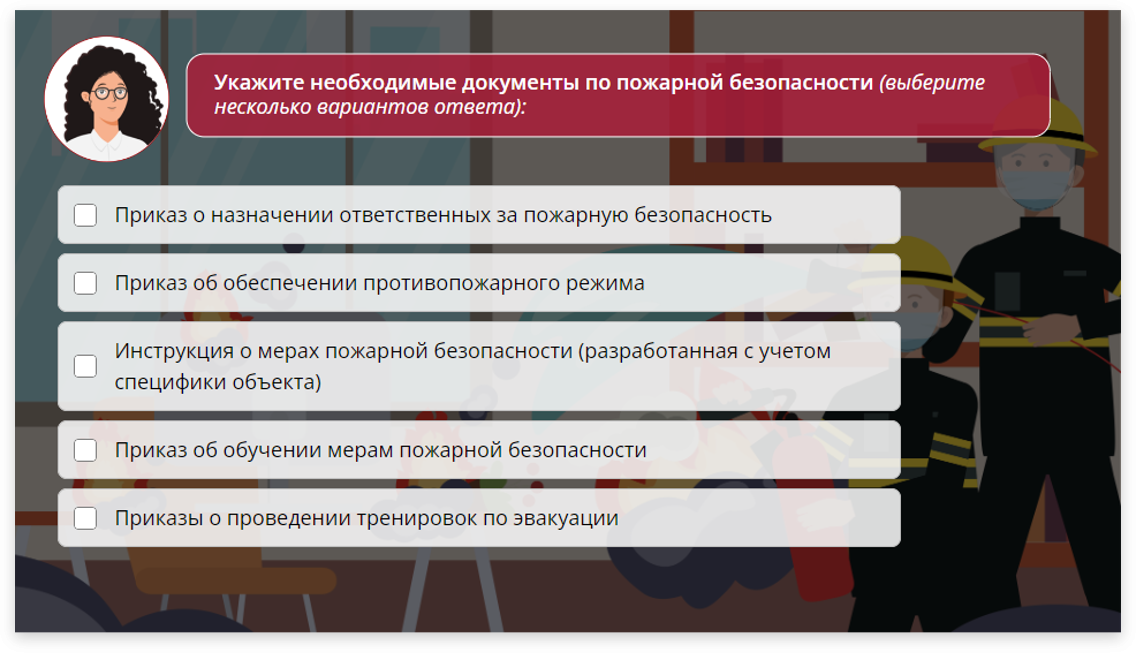 Укажите необходимые документы по пожарной безопасности (выберите
несколько вариантов ответа):
Приказ о назначении ответственных за пожарную безопасность
Приказ об обеспечении противопожарного режима
Инструкция о мерах пожарной безопасности (разработанная с учетом
специфики объекта)
Приказ об обучении мерам пожарной безопасности
Приказы о проведении тренировок по эвакуации